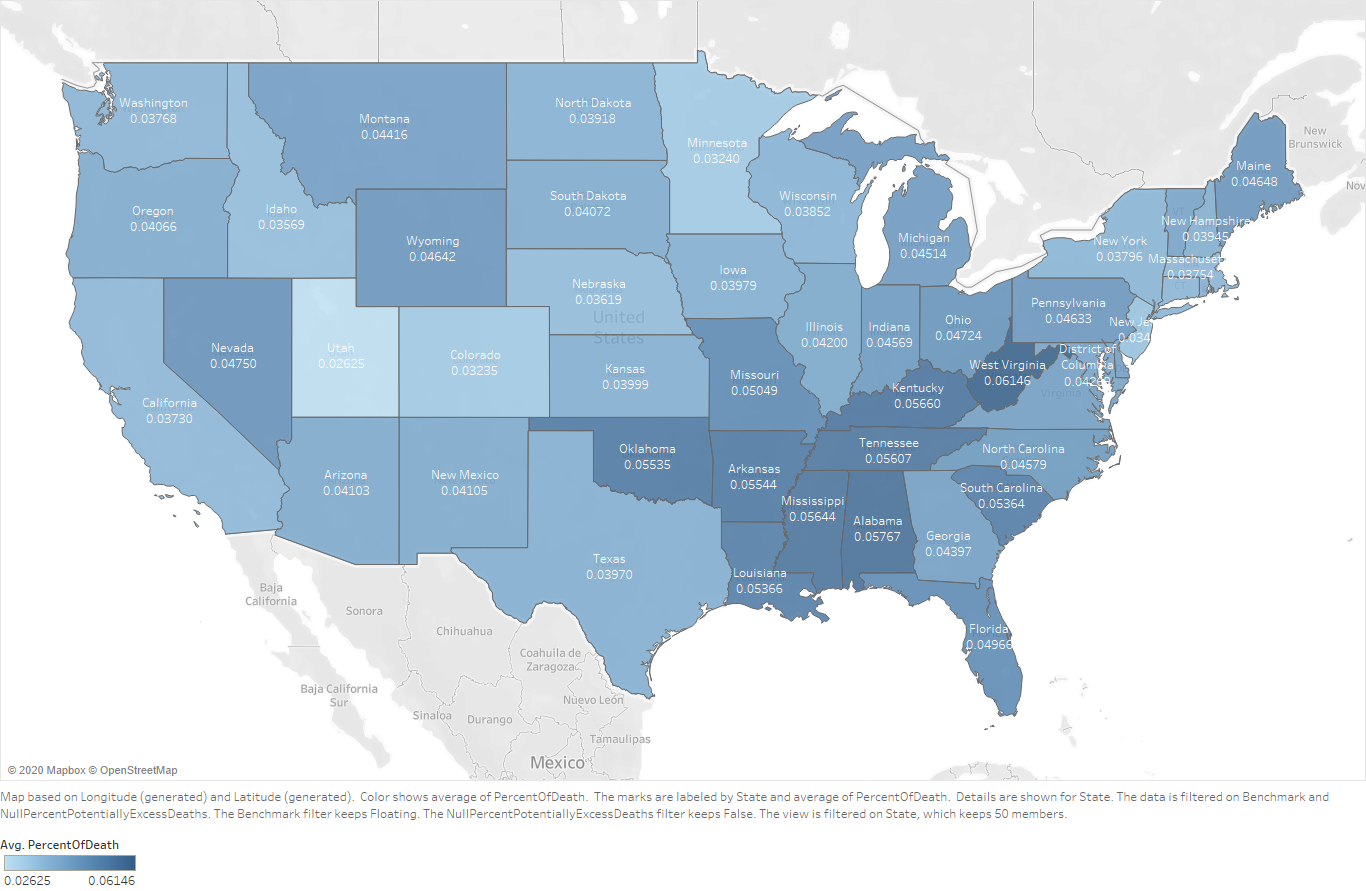 Washington
0.03768
Montana
0.04416
North Dakota
0.03918
Minnesota
0.03240
New
Brunswick
Maine
0.04648
Nov
Oregon
0.04066
Idaho
0.03569
South Dakota
0.04072
Wisconsin
0.03852
Wyoming
0.04642
Michigan
0.04514
VT
New Hampshire
0.03945
New York
0.03796
Massachuset
0.03754
CT
Iowa
0.03979
Nebraska
0.03619
United
States
Pennsylvania
0.04633
Nevada
0.04750
Utah
0.02625
Colorado
0.03235
Kansas
0.03999
Illinois
0.04200
Indiana
0.04569
Ohio
0.04724
New Je
0.034
District of
Columbia
West Virginia
0.06146
Virginia
California
0.03730
Missouri
0.05049
Kentucky
0.05660
Arizona
0.04103
New Mexico
0.04105
Oklahoma
0.05535
Arkansas
0.05544
Tennessee
0.05607
North Carolina
0.04579
South Carolina
0.05364
Mississippi
0.05644
Alabama
0.05767
Georgia
0.04397
Texas
0.03970
Louisiana
0.05366
Florida
0.04966
Baja
California
Sonora
Chihuahua
Coahuila de
Zaragoza
Baja California
Sur
Sinaloa
Durango
Nuevo León
Tamaulipas
Mexico
© 2020 Mapbox © OpenStreetMap
Map based on Longitude (generated) and Latitude (generated). Color shows average of PercentOfDeath. The marks are labeled by State and average of PercentOfDeath. Details are shown for State. The data is filtered on Benchmark and
NullPercentPotentiallyExcessDeaths. The Benchmark filter keeps Floating. The NullPercentPotentiallyExcessDeaths filter keeps False. The view is filtered on State, which keeps 50 members.
Avg. PercentOfDeath
0.02625
0.06146